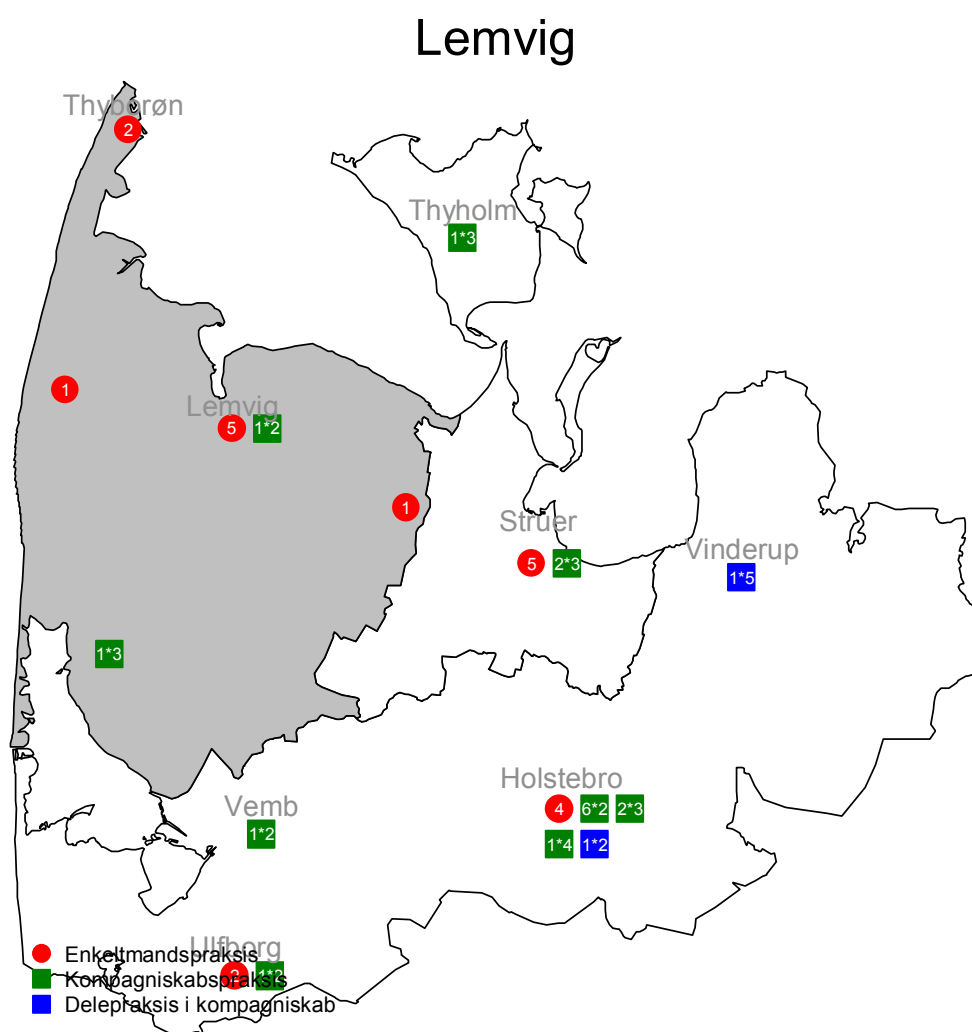 Lemvig
Thyborøn
2
Thyholm
1*3
1
Lemvig
5 1*2
1
Struer
5 2*3
Vinderup
1*5
1*3
Holstebro
4 6*2 2*3
1*4 1*2
Vemb
1*2
Ulfborg
Enkeltmandspraksis
Kompagniskabspraksis
Delepraksis i kompagniskab